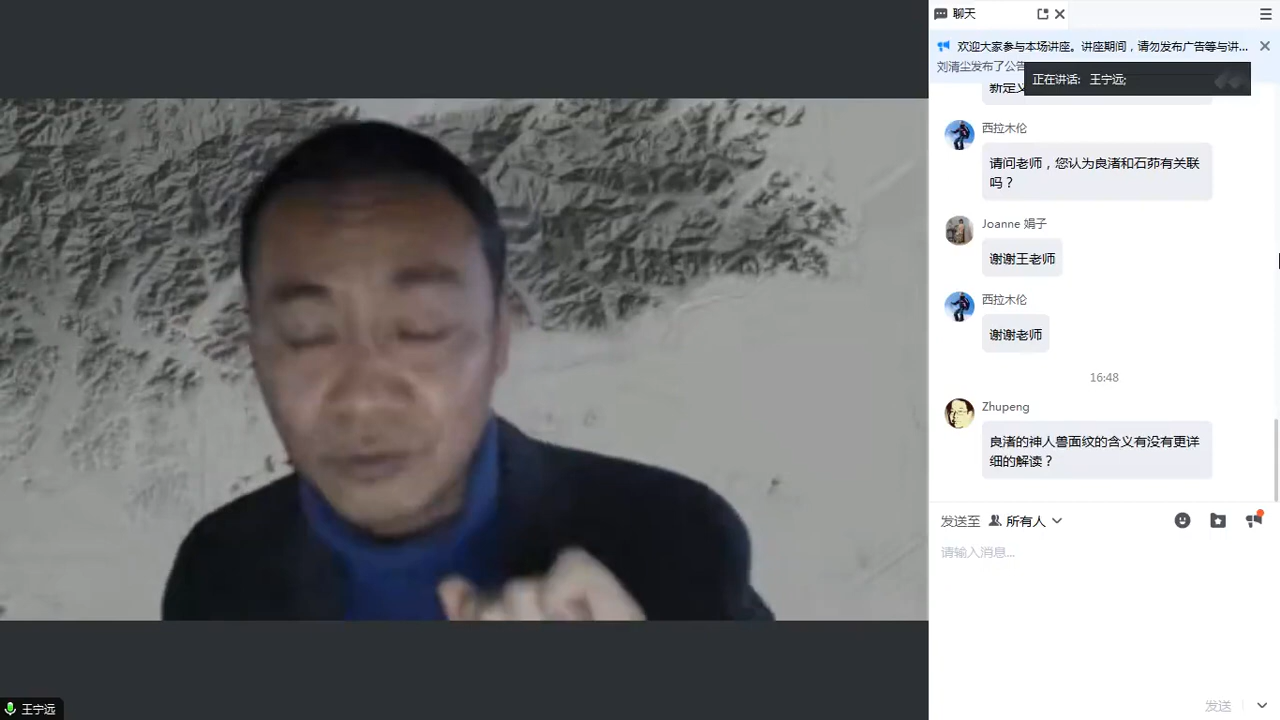 聊天
欢迎大家参与本场讲座。讲座期间，请勿发布广告等与讲...
刘清尘发布了公告
正在讲话: 王宁远;
新定义
西拉木伦
请问老师，您认为良渚和石茆有关联
吗？
Joanne 娟子
谢谢王老师
西拉木伦
谢谢老师
16:48
Zhupeng
良渚的神人兽面纹的含义有没有更详
细的解读？
发送至 所有人
请输入消息...
发送
王宁远